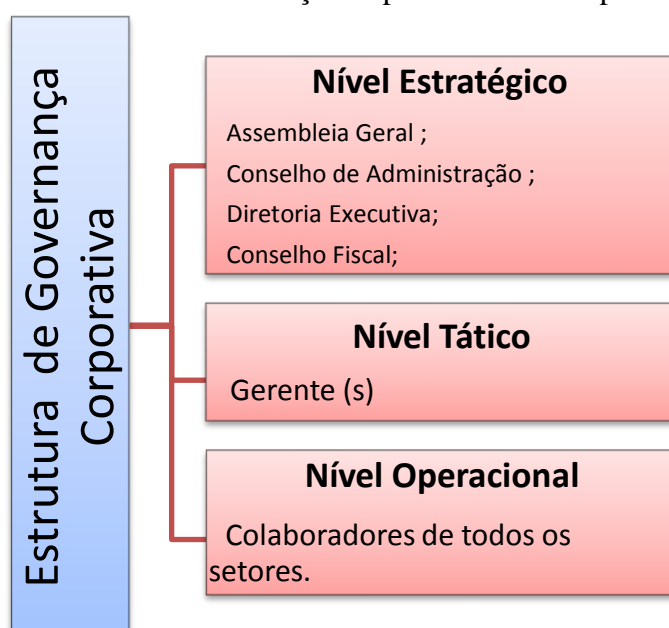 Estrutura de Governança
Corporativa
Nível Estratégico
Assembleia Geral ;
Conselho de Administração ;
Diretoria Executiva;
Conselho Fiscal;
Nível Tático
Gerente (s)
Nível Operacional
Colaboradores de todos os
setores.